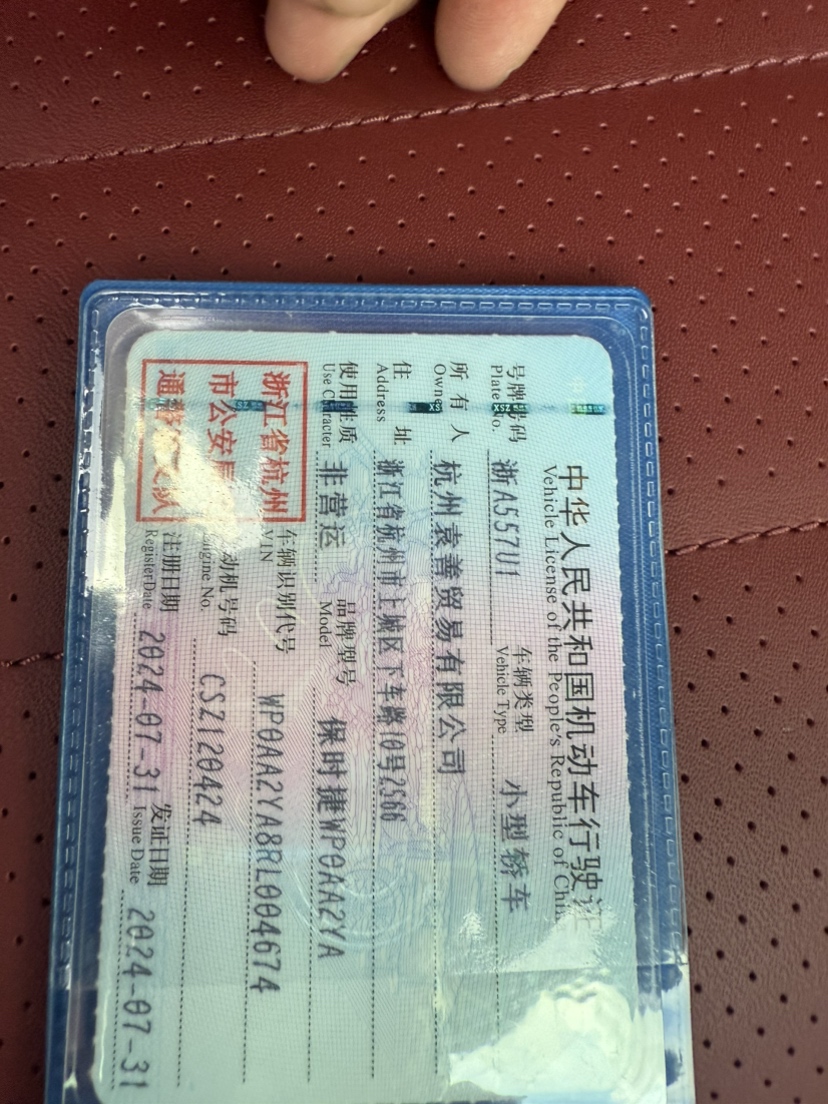 中华人民共和国机动车行驶证
Vehicle License of the People's Republic of China
号牌号码 浙A557U1 车辆类型 小型轿车
Plate No. Vehicle Type
所有人 杭州袁善贸易有限公司
Owner
住址 浙江省杭州市上城区下车路10号2566
Address
使用性质 非营运 品牌型号 保时捷WP0AA2YA
Use Character Model
浙江省杭州
市公安局
车辆识别代号 WP0AA2YA8RL004674
VIN
动机号码 CSZ120424
Engine No.
注册日期 2024-07-31 发证日期 2024-07-31
Register Date Issue Date